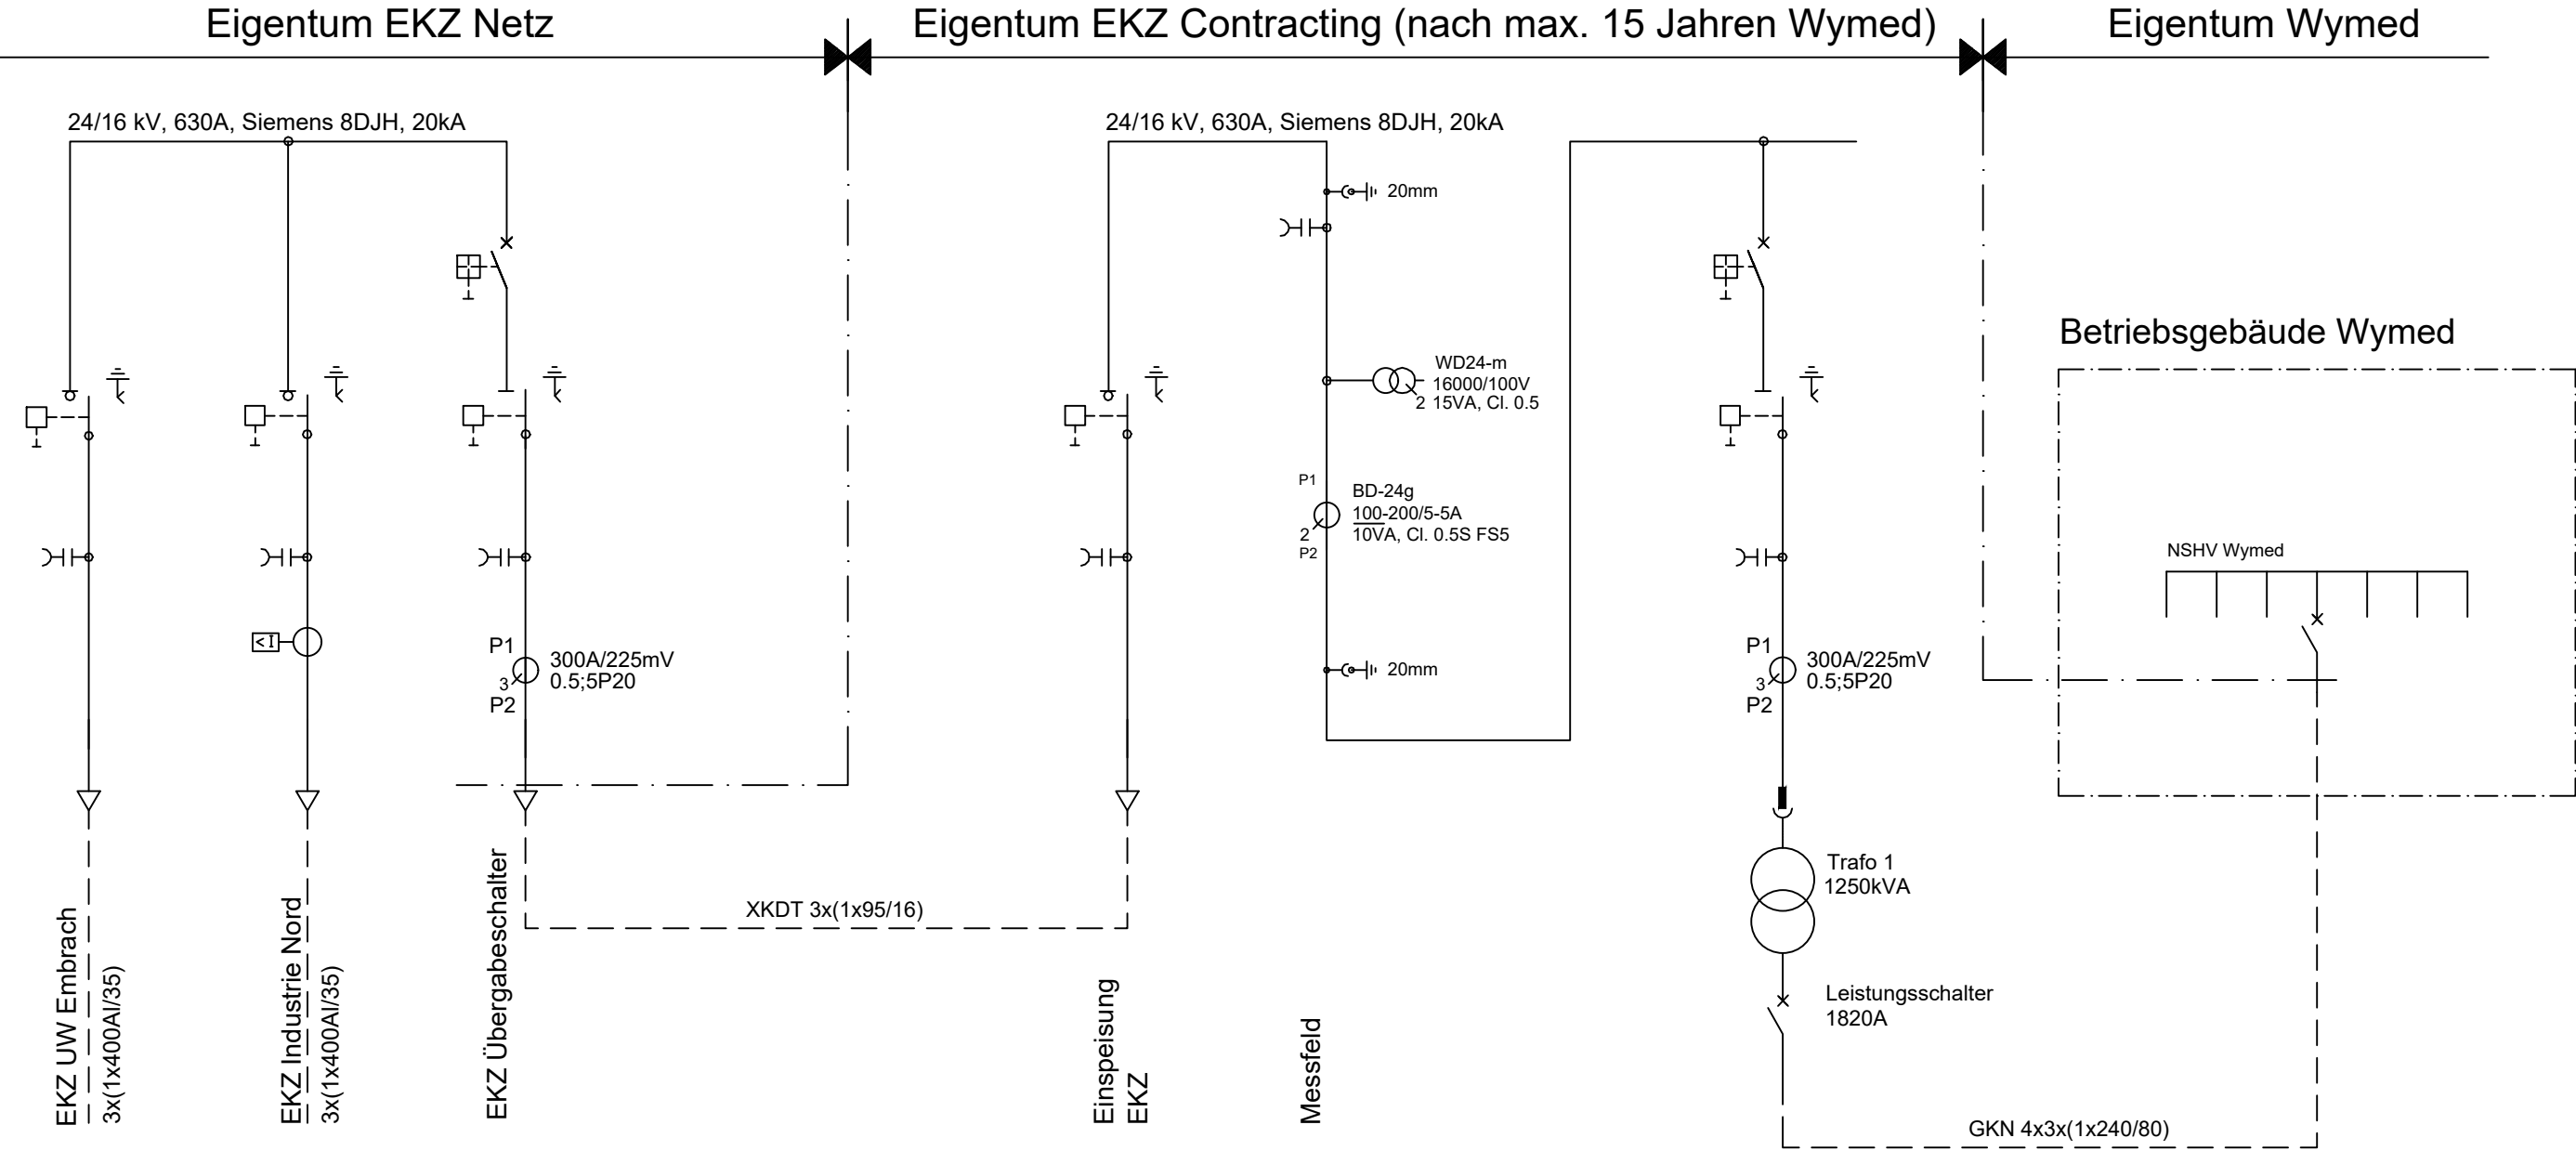 Eigentum EKZ Netz
Eigentum EKZ Contracting (nach max. 15 Jahren Wymed)
Eigentum Wymed
24/16 kV, 630A, Siemens 8DJH, 20kA
24/16 kV, 630A, Siemens 8DJH, 20kA
20mm
WD24-m
16000/100V
2 15VA, Cl. 0.5
P1
BD-24g
100-200/5-5A
2 10VA, Cl. 0.5S FS5
P2
20mm
Betriebsgebäude Wymed
NSHV Wymed
<I
P1
300A/225mV
3 0.5;5P20
P2
P1
300A/225mV
3 0.5;5P20
P2
Trafo 1
1250kVA
Leistungsschalter
1820A
XKDT 3x(1x95/16)
GKN 4x3x(1x240/80)
EKZ UW Embrach
3x(1x400Al/35)
EKZ Industrie Nord
3x(1x400Al/35)
EKZ Übergabeschalter
Einspeisung
EKZ
Messfeld